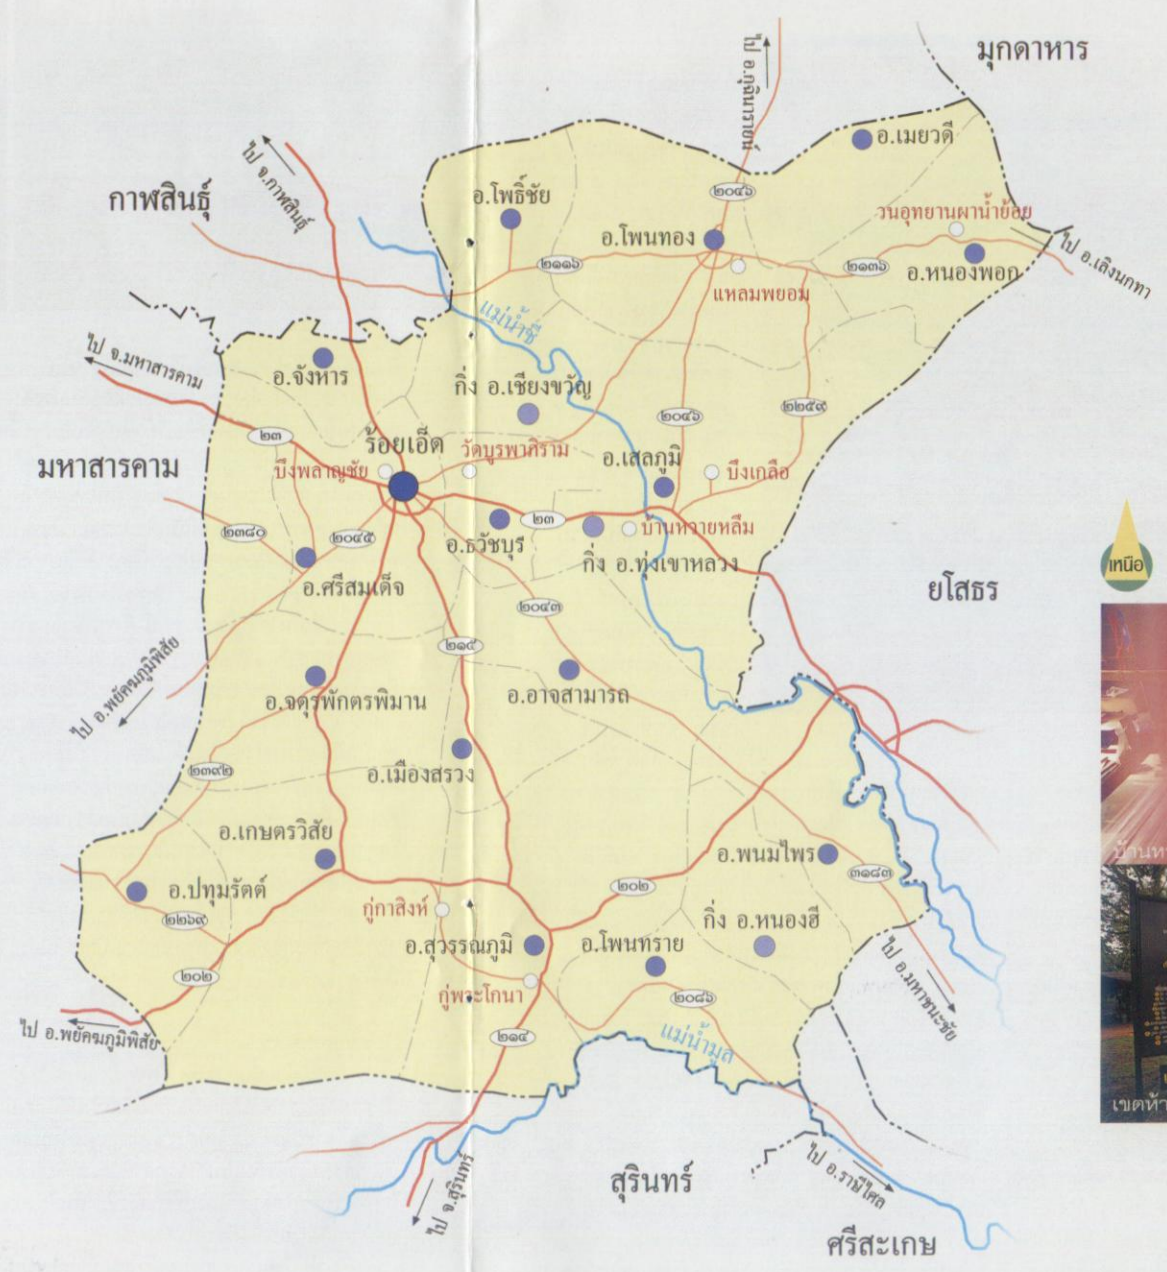 มุกดาหาร
ไป อ.กุฉินารายณ์
อ.เมยวดี
ไป จ.กาฬสินธุ์
กาฬสินธุ์
อ.โพธิ์ชัย
๒๐๔๖
วนอุทยานผาน้ำย้อย
อ.โพนทอง
ไป อ.เลิงนกทา
๒๑๑๖
๒๑๓๖
อ.หนองพอก
แหลมพยอม
แม่น้ำชี
ไป จ.มหาสารคาม
อ.จังหาร
กิ่ง อ.เชียงขวัญ
๒๐๔๖
๒๒๕๙
๒๓
ร้อยเอ็ด
วัดบูรพาภิราม
อ.เสลภูมิ
มหาสารคาม
บึงพลาญชัย
บึงเกลือ
๒๓
บ้านหวายหลึม
๒๓๘๐
๒๐๔๕
อ.ธวัชบุรี
กิ่ง อ.ทุ่งเขาหลวง
เหนือ
อ.ศรีสมเด็จ
ยโสธร
๒๐๔๓
๒๑๕
ไป อ.พยัคฆภูมิพิสัย
อ.จตุรพักตรพิมาน
อ.อาจสามารถ
๒๓๙๒
อ.เมืองสรวง
อ.เกษตรวิสัย
อ.พนมไพร
บ้านห
๓๑๘๓
อ.ปทุมรัตต์
๒๐๒
กู่กาสิงห์
๒๒๖๙
กิ่ง อ.หนองฮี
อ.สุวรรณภูมิ
อ.โพนทราย
๒๐๒
กู่พระโกนา
๒๐๘๖
ไป อ.มหาชนะชัย
ไป อ.พยัคฆภูมิพิสัย
๒๑๔
แม่น้ำมูล
เขตห้า
ไป จ.สุรินทร์
สุรินทร์
ไป อ.ราษีไศล
ศรีสะเกษ